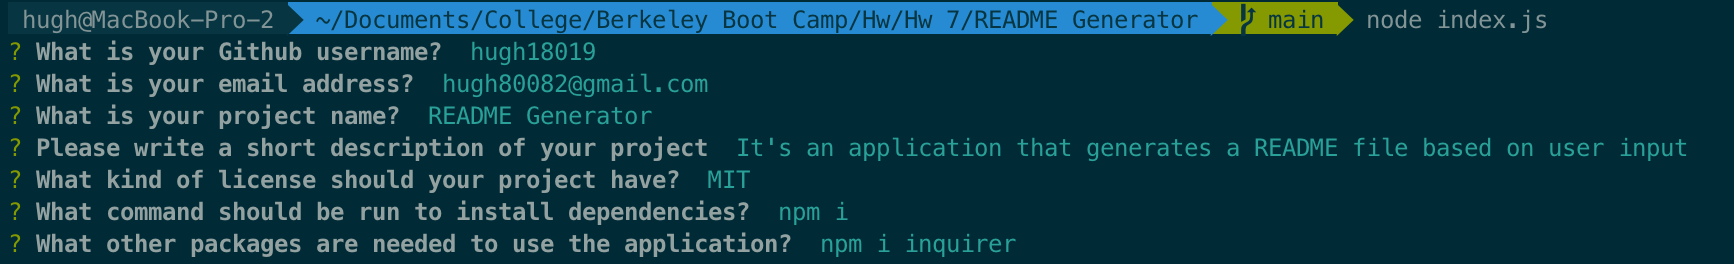 hugh@MacBook-Pro-2 ~/Documents/College/Berkeley Boot Camp/Hw/Hw 7/README Generator main node index.js
? What is your Github username? hugh18019
? What is your email address? hugh80082@gmail.com
? What is your project name? README Generator
? Please write a short description of your project It's an application that generates a README file based on user input
? What kind of license should your project have? MIT
? What command should be run to install dependencies? npm i
? What other packages are needed to use the application? npm i inquirer